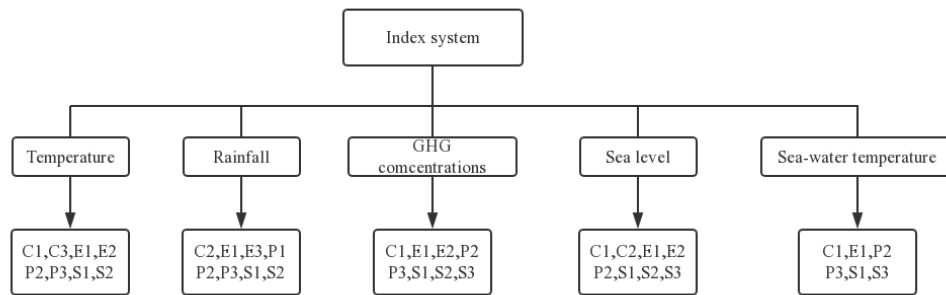 Index system
Temperature
Rainfall
GHG
comcentrations
Sea level
Sea-water temperature
C1,C3,E1,E2
P2,P3,S1,S2
C2,E1,E3,P1
P2,P3,S1,S2
C1,E1,E2,P2
P3,S1,S2,S3
C1,C2,E1,E2
P2,S1,S2,S3
C1,E1,P2
P3,S1,S3